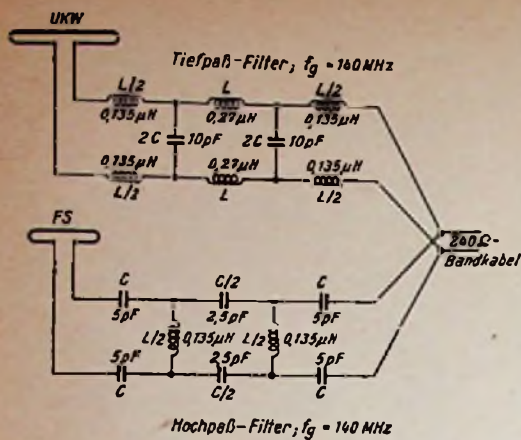 UKW
Tiefpaß-Filter; fg = 140 MHz
L/2 L L/2
0,135µH 0,27µH 0,135µH
2C 10pF 2C 10pF
0,135µH 0,27µH 0,135µH
L/2 L L/2
240Ω-
Bandkabel
FS
C C/2 C
5pF 2,5pF 5pF
L/2 0,135µH L/2 0,135µH
5pF 2,5pF 5pF
C C/2 C
Hochpaß-Filter; fg = 140 MHz